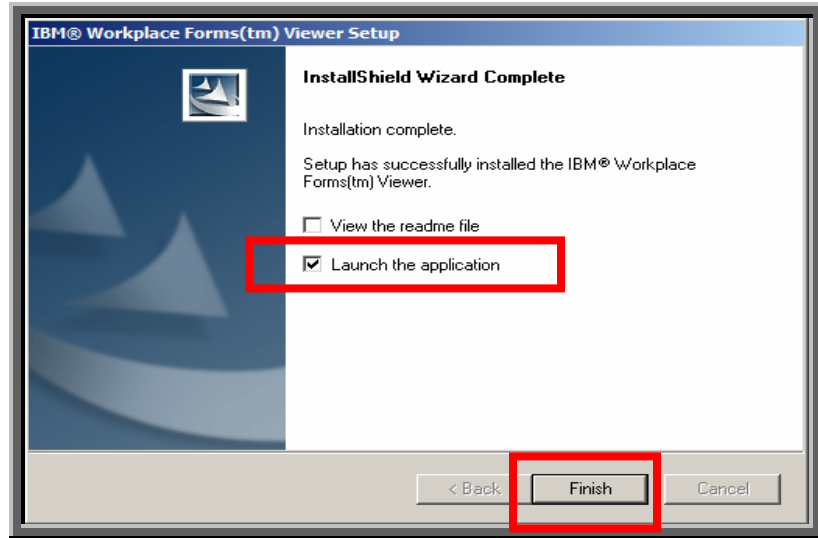 IBM® Workplace Forms(tm) Viewer Setup
InstallShield Wizard Complete
Installation complete.
Setup has successfully installed the IBM® Workplace
Forms(tm) Viewer.
View the readme file
Launch the application
< Back
Finish
Cancel